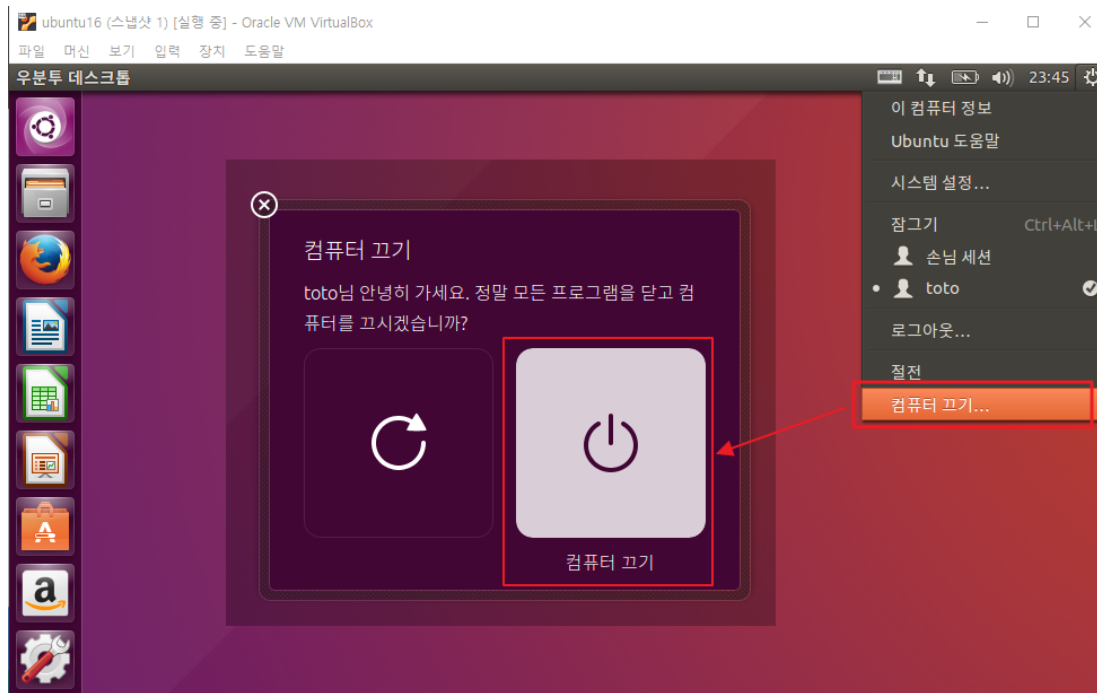 ubuntu16 (스냅샷 1) [실행 중] - Oracle VM VirtualBox
파일 머신 보기 입력 장치 도움말
우분투 데스크톱 23:45
이 컴퓨터 정보
Ubuntu 도움말
시스템 설정...
잠그기 Ctrl+Alt+L
손님 세션
toto
로그아웃...
절전
컴퓨터 끄기...
컴퓨터 끄기
toto님 안녕히 가세요. 정말 모든 프로그램을 닫고 컴
퓨터를 끄시겠습니까?
컴퓨터 끄기